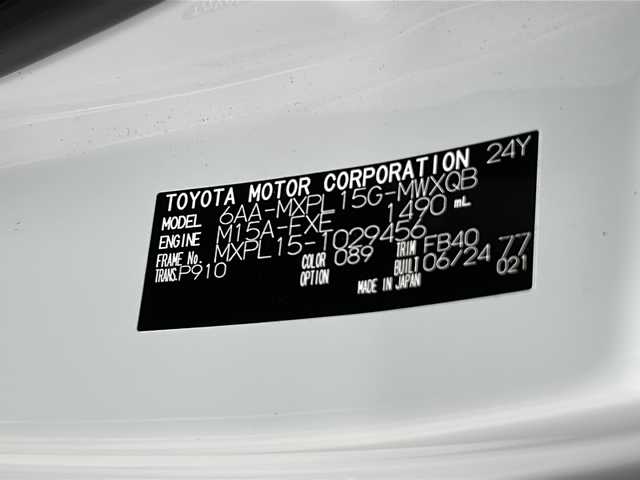 TOYOTA MOTOR CORPORATION 24Y
MODEL 6AA-MXPL15G-MWXQB
ENGINE M15A-FXE 1490 mL
FRAME No. MXPL15-1029456
TRANS. P910 COLOR 089 TRIM FB40 77
OPTION BUILT 06/24 021
MADE IN JAPAN